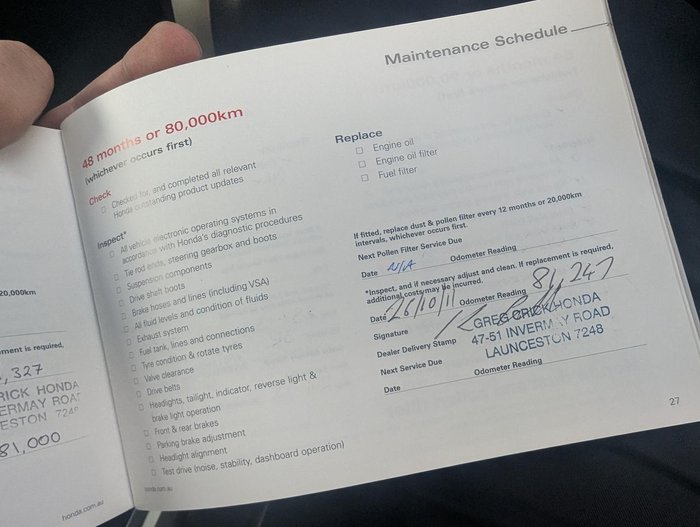 20,000km
ment is required,
,327
RICK HONDA
ERMAY ROA
ESTON 724
81,000
honda.com.au
Maintenance Schedule
48 months or 80,000km
(whichever occurs first)
Check
Checked for, and completed all relevant
Honda outstanding product updates
Inspect*
All vehicle electronic operating systems in
accordance with Honda's diagnostic procedures
Tie rod ends, steering gearbox and boots
Suspension components
Drive shaft boots
Brake hoses and lines (including VSA)
All fluid levels and condition of fluids
Exhaust system
Fuel tank, lines and connections
Tyre condition & rotate tyres
Valve clearance
Drive belts
Headlights, taillight, indicator, reverse light &
brake light operation
Front & rear brakes
Parking brake adjustment
Headlight alignment
Test drive (noise, stability, dashboard operation)
honda.com.au
Replace
Engine oil
Engine oil filter
Fuel filter
If fitted, replace dust & pollen filter every 12 months or 20,000km
intervals, whichever occurs first.
Next Pollen Filter Service Due
Date N/A Odometer Reading
*Inspect, and if necessary adjust and clean. If replacement is required,
additional costs may be incurred.
Date 26/10/11 Odometer Reading 81,247
Signature
Dealer Delivery Stamp GREG CRICK HONDA
47-51 INVERMAY ROAD
LAUNCESTON 7248
Next Service Due
Date Odometer Reading
27